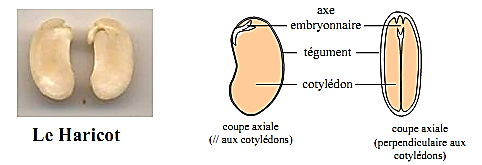 Le Haricot
axe
embryonnaire
tégument
cotylédon
coupe axiale
(// aux cotylédons)
coupe axiale
(perpendiculaire aux
cotylédons)